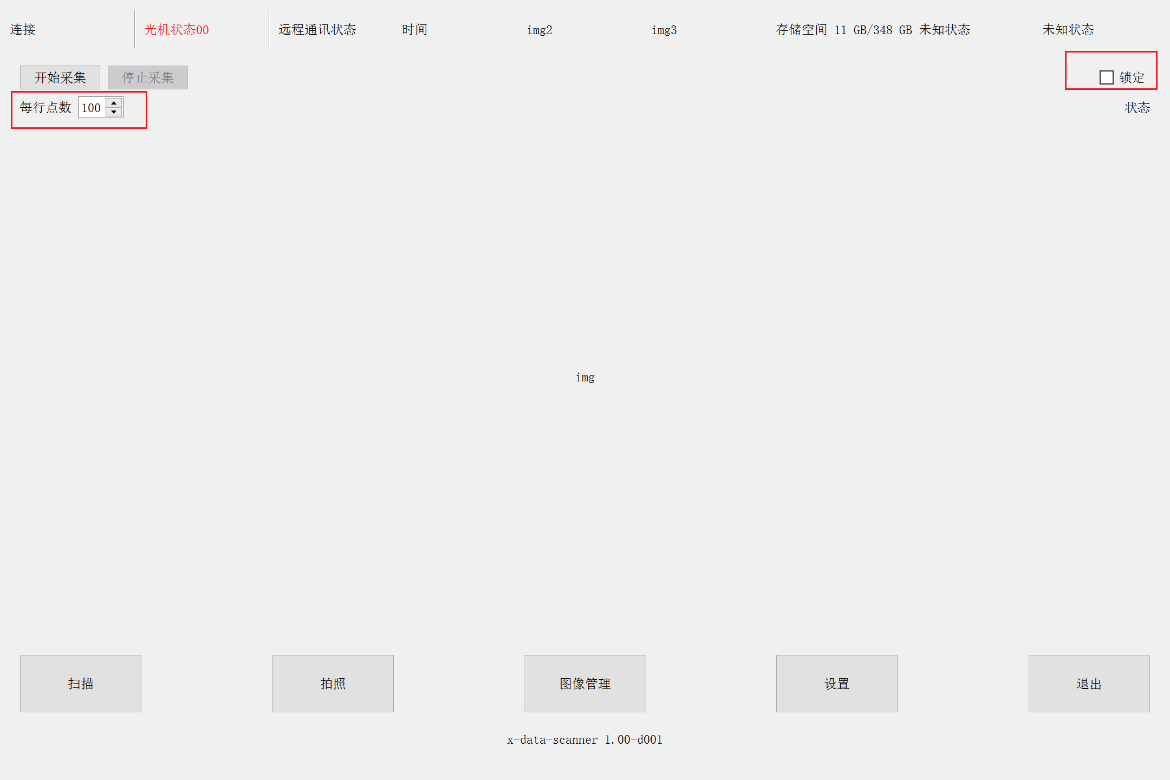 连接 光机状态00 远程通讯状态 时间 img2 img3 存储空间 11 GB/348 GB 未知状态 未知状态
开始采集 停止采集 锁定
每行点数 100 状态
img
扫描 拍照 图像管理 设置 退出
x-data-scanner 1.00-d001